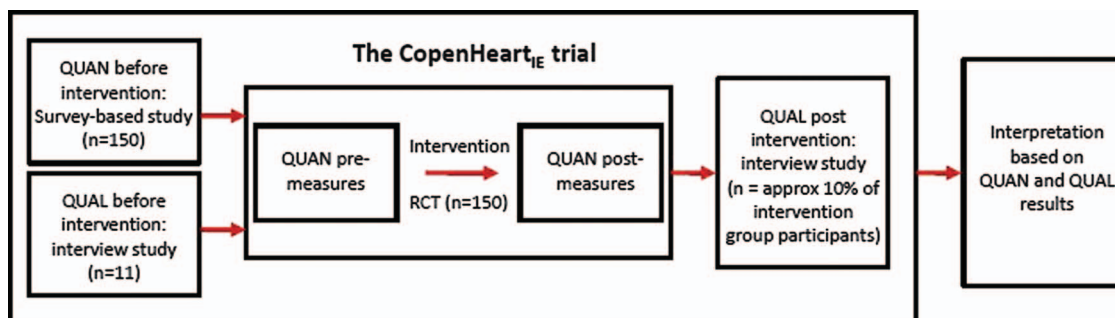 The CopenHeartIE trial
QUAN before
intervention:
Survey-based study
(n=150)
QUAL before
intervention:
interview study
(n=11)
QUAN pre-
measures
Intervention
RCT (n=150)
QUAN post-
measures
QUAL post
intervention:
interview study
(n = approx 10% of
intervention
group participants)
Interpretation
based on
QUAN and QUAL
results